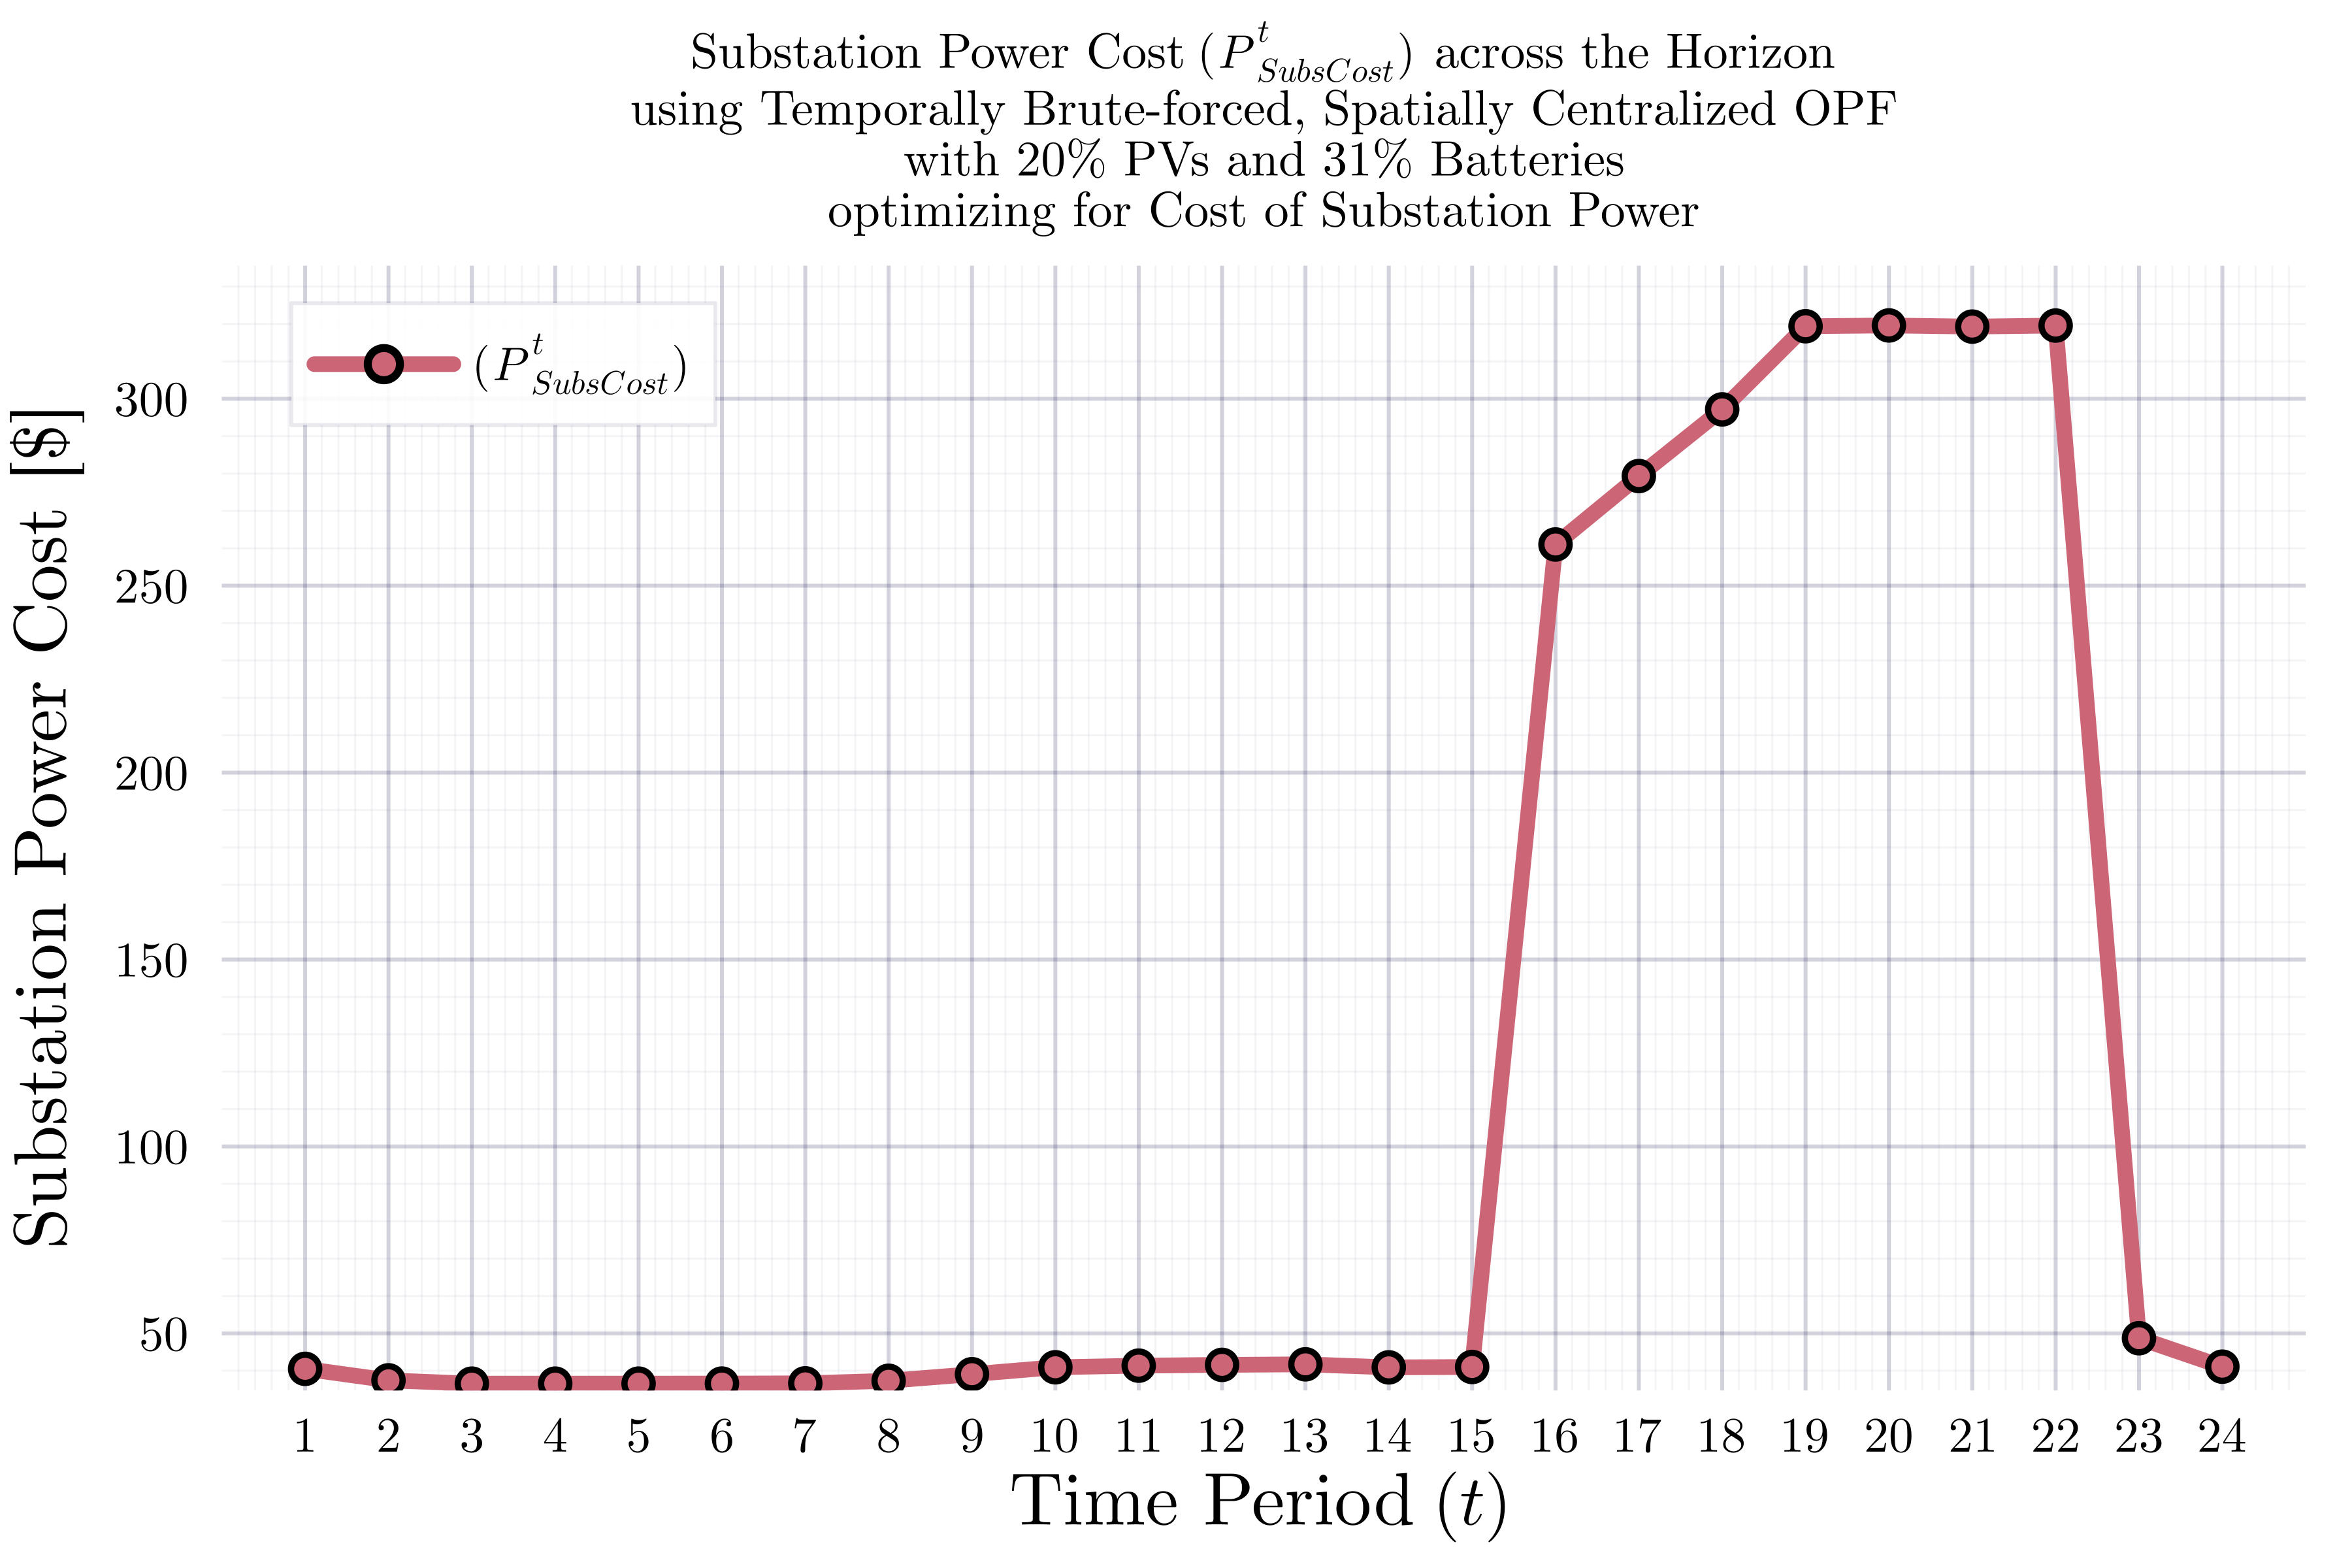 Substation Power Cost (P^t_SubsCost) across the Horizon
using Temporally Brute-forced, Spatially Centralized OPF
with 20% PVs and 31% Batteries
optimizing for Cost of Substation Power
(P^t_SubsCost)
Substation Power Cost [$]
300
250
200
150
100
50
1 2 3 4 5 6 7 8 9 10 11 12 13 14 15 16 17 18 19 20 21 22 23 24
Time Period (t)